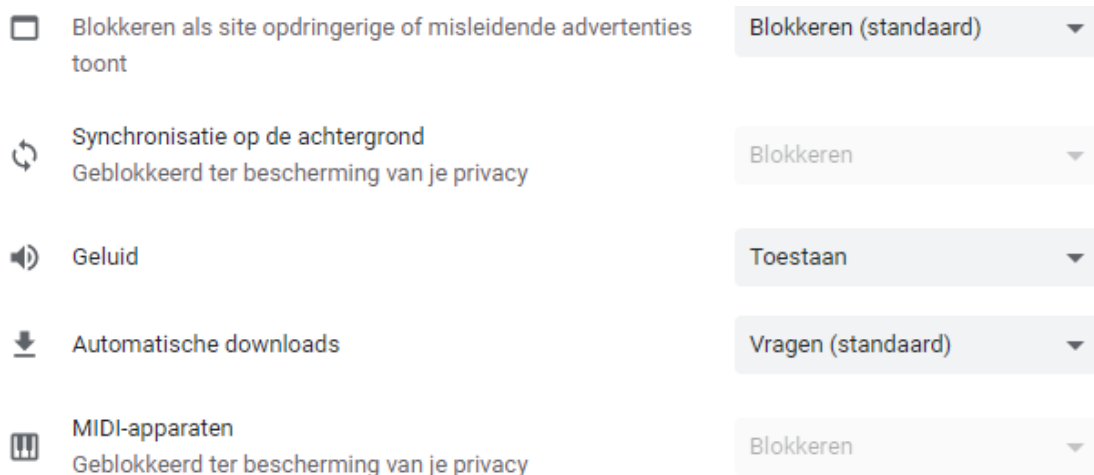 Blokkeren als site opdringerige of misleidende advertenties
toont
Blokkeren (standaard)
Synchronisatie op de achtergrond
Geblokkeerd ter bescherming van je privacy
Blokkeren
Geluid
Toestaan
Automatische downloads
Vragen (standaard)
MIDI-apparaten
Geblokkeerd ter bescherming van je privacy
Blokkeren